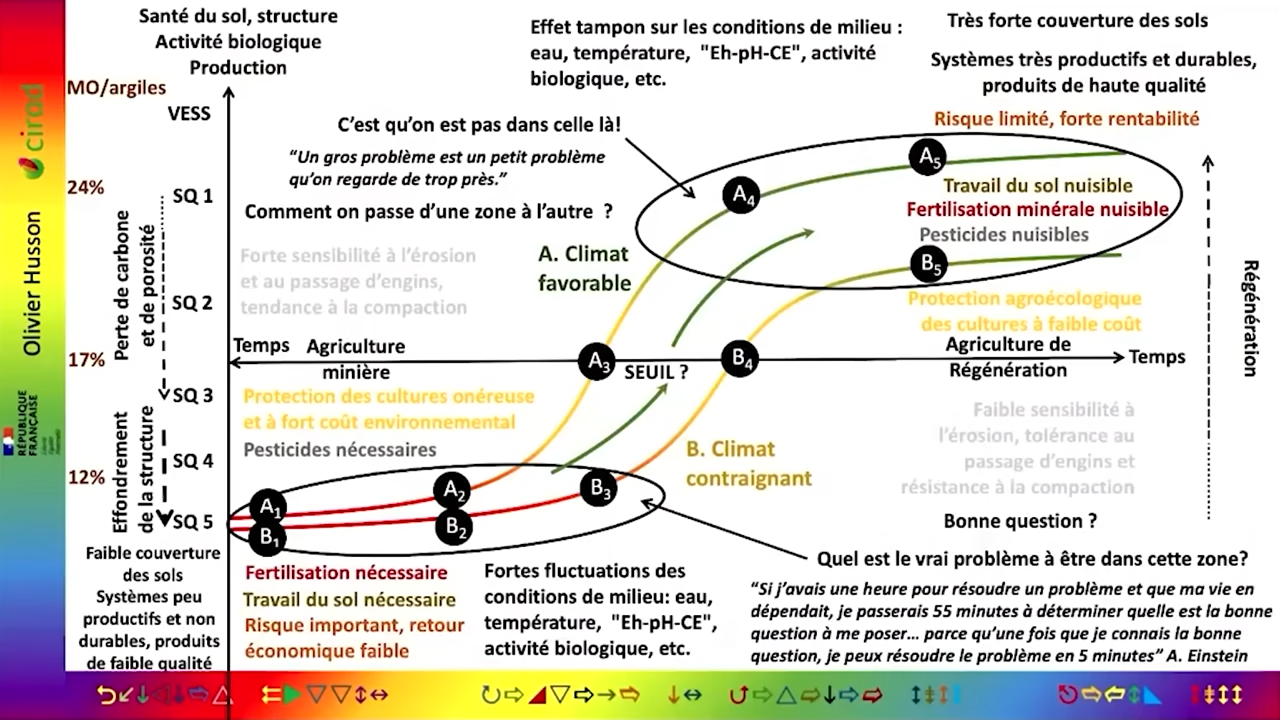 Santé du sol, structure
Activité biologique
Production
MO/argiles
VESS
Effet tampon sur les conditions de milieu :
eau, température, "Eh-pH-CE", activité
biologique, etc.
Très forte couverture des sols
Systèmes très productifs et durables,
produits de haute qualité
Risque limité, forte rentabilité
C'est qu'on est pas dans celle là!
“Un gros problème est un petit problème
qu'on regarde de trop près.”
Comment on passe d'une zone à l'autre ?
cirad
Olivier Husson
RÉPUBLIQUE
FRANÇAISE
24%
17%
12%
Perte de carbone
et de porosité
Effondrement
de la structure
SQ 1
SQ 2
SQ 3
SQ 4
SQ 5
Forte sensibilité à l'érosion
et au passage d'engins,
tendance à la compaction
A. Climat
favorable
A4
A5
Travail du sol nuisible
Fertilisation minérale nuisible
Pesticides nuisibles
B5
Protection agroécologique
des cultures à faible coût
Régénération
Temps
Agriculture
minière
A3
SEUIL ?
B4
Agriculture de
Régénération
Temps
Protection des cultures onéreuse
et à fort coût environnemental
Pesticides nécessaires
B. Climat
contraignant
Faible sensibilité à
l'érosion, tolérance au
passage d'engins et
résistance à la compaction
A1
A2
B3
B1
B2
Bonne question ?
Quel est le vrai problème à être dans cette zone?
Faible couverture
des sols
Systèmes peu
productifs et non
durables, produits
de faible qualité
Fertilisation nécessaire
Travail du sol nécessaire
Risque important, retour
économique faible
Fortes fluctuations des
conditions de milieu: eau,
température, "Eh-pH-CE",
activité biologique, etc.
“Si j'avais une heure pour résoudre un problème et que ma vie en
dépendait, je passerais 55 minutes à déterminer quelle est la bonne
question à me poser... parce qu'une fois que je connais la bonne
question, je peux résoudre le problème en 5 minutes” A. Einstein